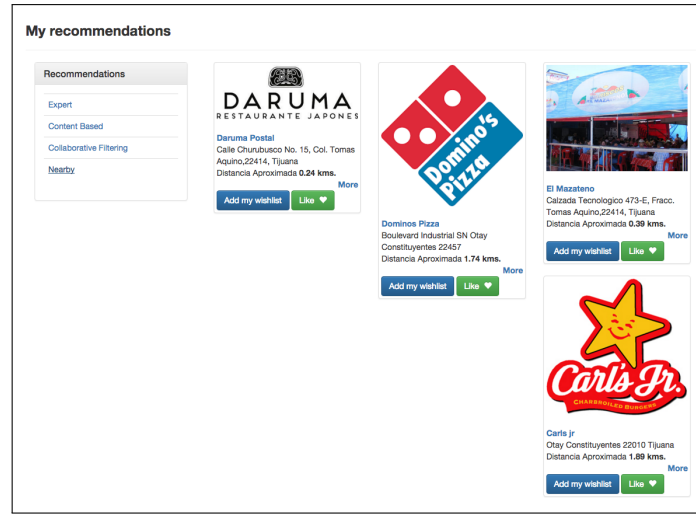 My recommendations
Recommendations
Expert
Content Based
Collaborative Filtering
Nearby
DARUMA
RESTAURANTE JAPONES
Daruma Postal
Calle Churubusco No. 15, Col. Tomas
Aquino,22414, Tijuana
Distancia Aproximada 0.24 kms.
More
Add my wishlist
Like
Domino's
Pizza
Dominos Pizza
Boulevard Industrial SN Otay
Constituyentes 22457
Distancia Aproximada 1.74 kms.
More
Add my wishlist
Like
El Mazateno
Calzada Tecnologico 473-E, Fracc.
Tomas Aquino,22414, Tijuana
Distancia Aproximada 0.39 kms.
More
Add my wishlist
Like
Carl's Jr.
CHARBROILED BURGERS
Carls jr
Otay Constituyentes 22010 Tijuana
Distancia Aproximada 1.89 kms.
More
Add my wishlist
Like